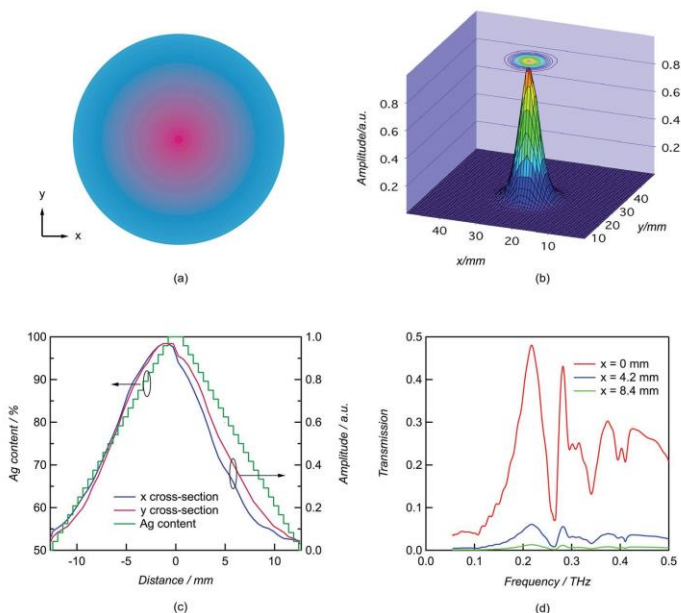 y
x
(a)
Amplitude/a.u.
0.8
0.6
0.4
0.2
0.8
0.6
0.4
0.2
40
30
20
10
x/mm
40
30
20
10
y/mm
(b)
100
90
80
70
60
50
Ag content / %
1.0
0.8
0.6
0.4
0.2
0.0
Amplitude / a.u.
x cross-section
y cross-section
Ag content
-10
-5
0
5
10
Distance / mm
(c)
0.5
0.4
0.3
0.2
0.1
0.0
Transmission
x = 0 mm
x = 4.2 mm
x = 8.4 mm
0.0
0.1
0.2
0.3
0.4
0.5
Frequency / THz
(d)